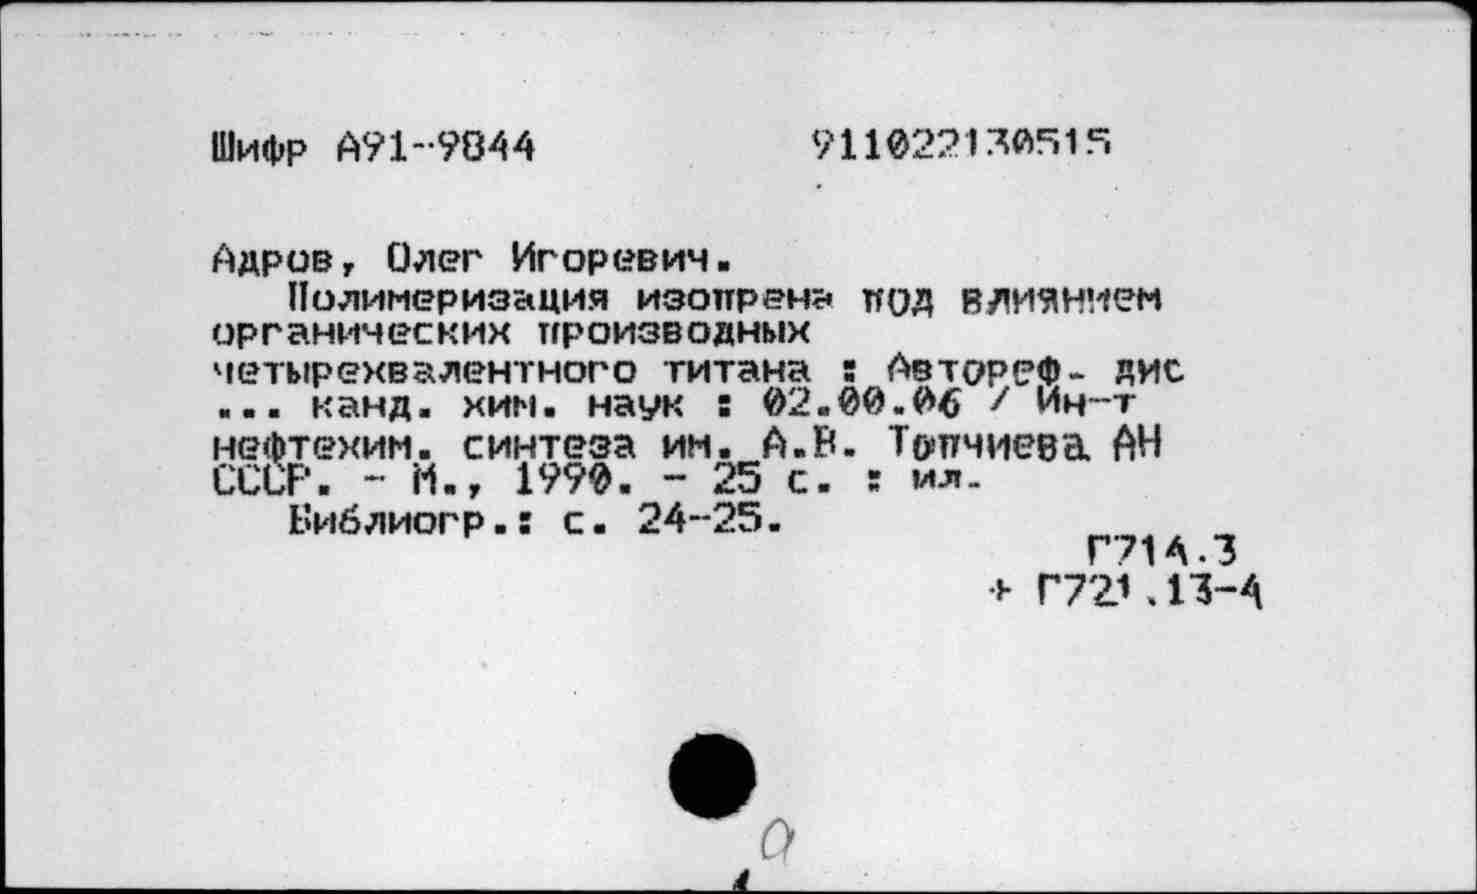 Шифр А91-9844 911022130515
Адров, Олег Игоревич.
Полимеризация изопрена под влиянием
органических производных
четырехвалентного титана : Автореф. дис
... канд. хим. наук : 02.00.06 / Ин-т
нефтехим. синтеза им. А.В. Топчиева АН
СССР. - М., 1990. - 25 с. : ил.
Библиогр.: с. 24-25.
Г714.3
+ Г721.13-4
а